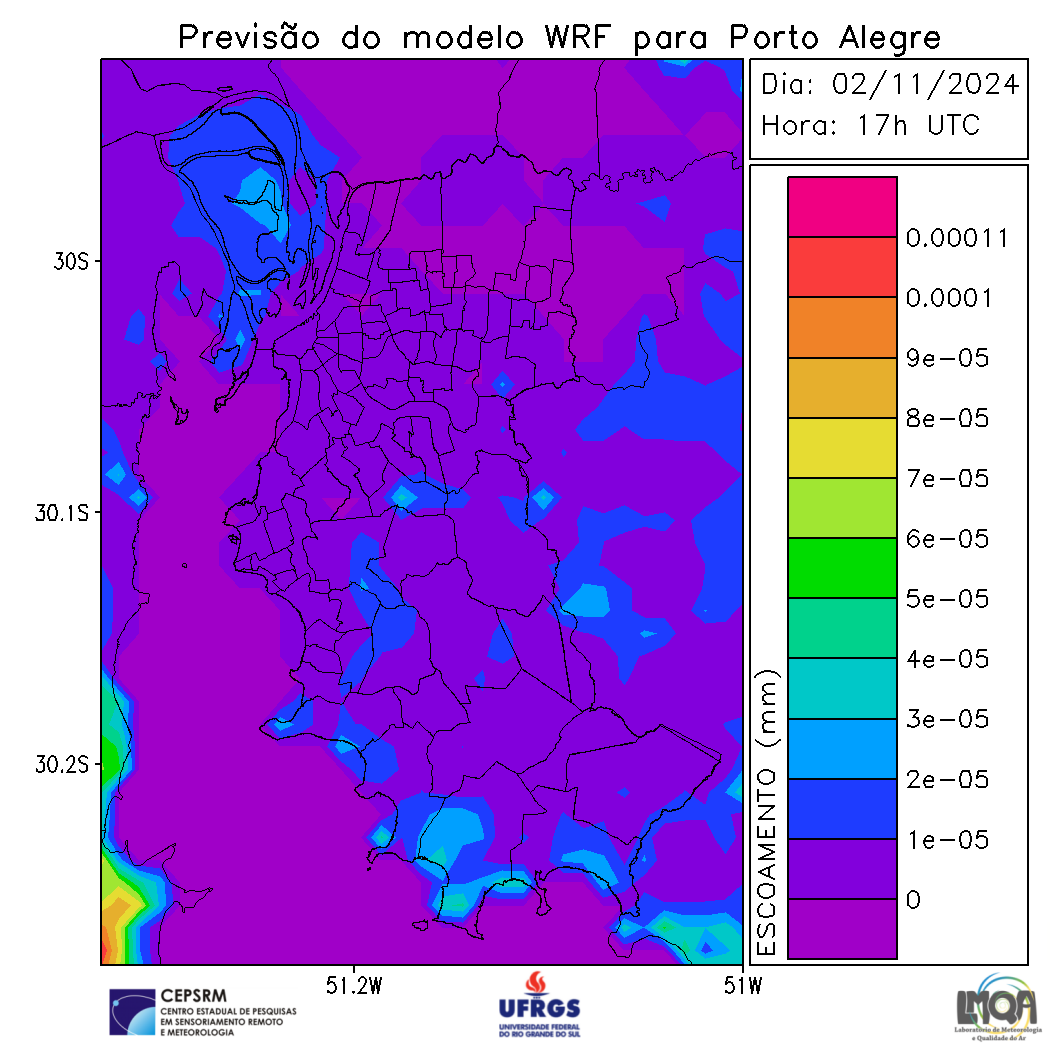 Previsão do modelo WRF para Porto Alegre
Dia: 02/11/2024
Hora: 17h UTC
0.00011
0.0001
9e-05
8e-05
7e-05
6e-05
5e-05
4e-05
3e-05
2e-05
1e-05
0
ESCOAMENTO (mm)
30S
30.1S
30.2S
51.2W
51W
CEPSRM
CENTRO ESTADUAL DE PESQUISAS
EM SENSORIAMENTO REMOTO
E METEOROLOGIA
UFRGS
UNIVERSIDADE FEDERAL
DO RIO GRANDE DO SUL
LMQA
Laboratório de Meteorologia
e Qualidade do Ar